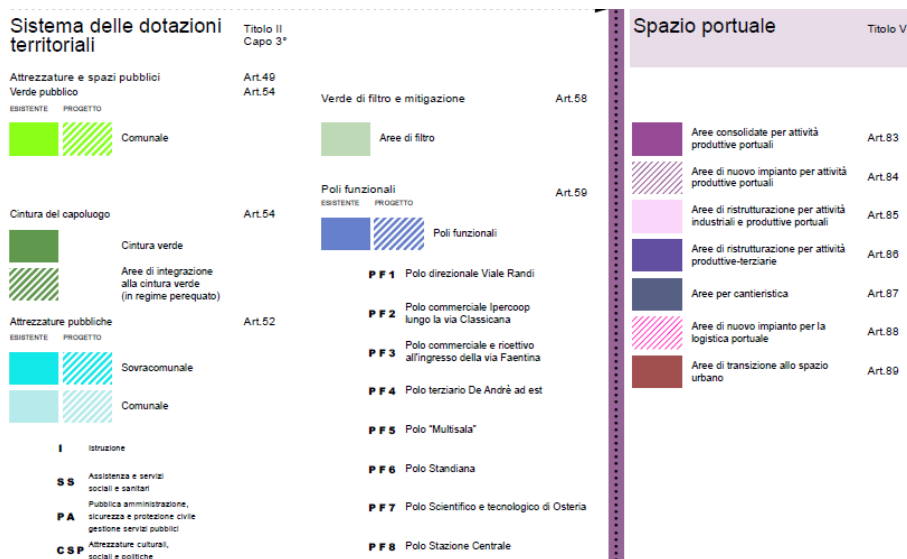 Sistema delle dotazioni
territoriali
Titolo II
Capo 3°
Attrezzature e spazi pubblici Art.49
Verde pubblico Art.54
ESISTENTE PROGETTO
Comunale
Cintura del capoluogo Art.54
Cintura verde
Aree di integrazione
alla cintura verde
(in regime perequato)
Attrezzature pubbliche Art.52
ESISTENTE PROGETTO
Sovracomunale
Comunale
I Istruzione
SS Assistenza e servizi
sociali e sanitari
PA Pubblica amministrazione,
sicurezza e protezione civile
gestione servizi pubblici
CSP Attrezzature culturali,
sociali e politiche
Verde di filtro e mitigazione Art.58
Aree di filtro
Poli funzionali Art.59
ESISTENTE PROGETTO
Poli funzionali
PF1 Polo direzionale Viale Randi
PF2 Polo commerciale Ipercoop
lungo la via Classicana
PF3 Polo commerciale e ricettivo
all'ingresso della via Faentina
PF4 Polo terziario De Andrè ad est
PF5 Polo "Multisala"
PF6 Polo Standiana
PF7 Polo Scientifico e tecnologico di Osteria
PF8 Polo Stazione Centrale
Spazio portuale Titolo V
Aree consolidate per attività
produttive portuali Art.83
Aree di nuovo impianto per attività
produttive portuali Art.84
Aree di ristrutturazione per attività
industriali e produttive portuali Art.85
Aree di ristrutturazione per attività
produttive-terziarie Art.86
Aree per cantieristica Art.87
Aree di nuovo impianto per la
logistica portuale Art.88
Aree di transizione allo spazio
urbano Art.89